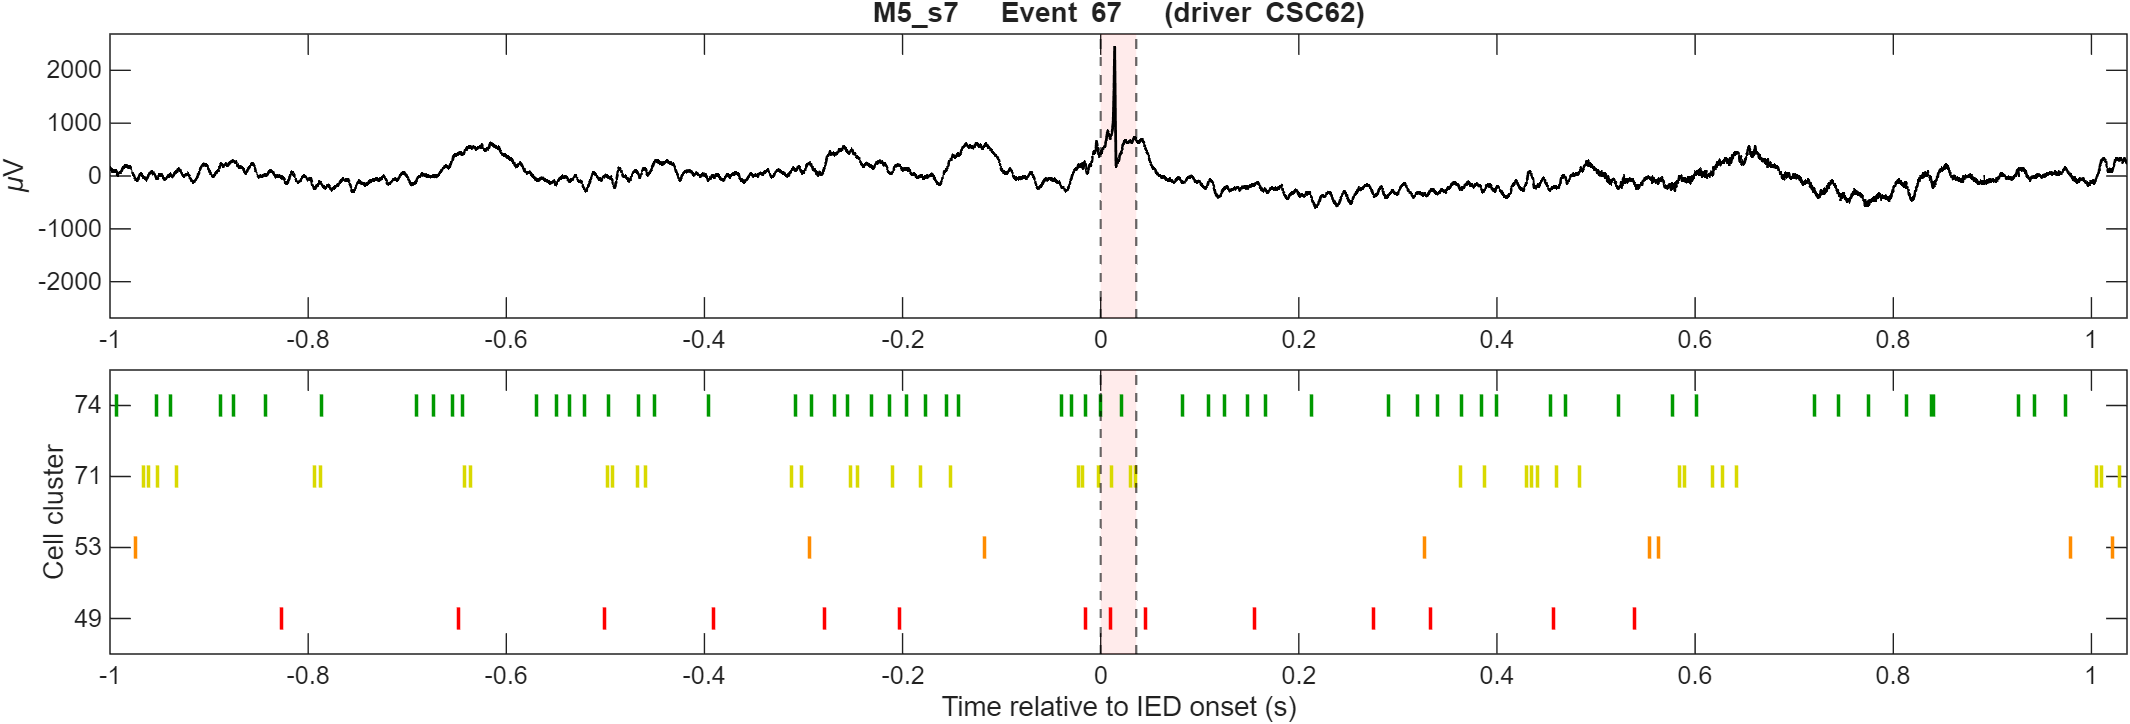 M5_s7 Event 67 (driver CSC62)
2000
1000
0
-1000
-2000
µV
-1 -0.8 -0.6 -0.4 -0.2 0 0.2 0.4 0.6 0.8 1
74
71
53
49
Cell cluster
-1 -0.8 -0.6 -0.4 -0.2 0 0.2 0.4 0.6 0.8 1
Time relative to IED onset (s)